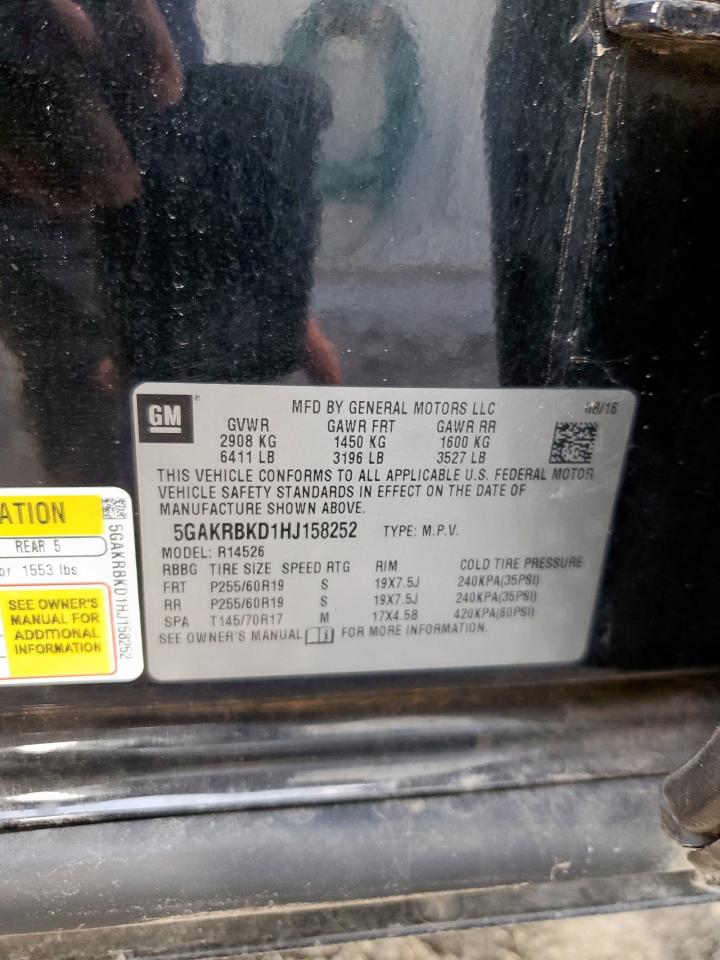 GM
MFD BY GENERAL MOTORS LLC 08/16
GVWR GAWR FRT GAWR RR
2908 KG 1450 KG 1600 KG
6411 LB 3196 LB 3527 LB
THIS VEHICLE CONFORMS TO ALL APPLICABLE U.S. FEDERAL MOTOR
VEHICLE SAFETY STANDARDS IN EFFECT ON THE DATE OF
MANUFACTURE SHOWN ABOVE.
5GAKRBKD1HJ158252 TYPE: M.P.V.
MODEL: R14526
RBBG TIRE SIZE SPEED RTG RIM COLD TIRE PRESSURE
FRT P255/60R19 S 19X7.5J 240KPA(35PSI)
RR P255/60R19 S 19X7.5J 240KPA(35PSI)
SPA T145/70R17 M 17X4.5B 420KPA(60PSI)
SEE OWNER'S MANUAL i FOR MORE INFORMATION.
ATION
REAR 5
or 1553 lbs
SEE OWNER'S
MANUAL FOR
ADDITIONAL
INFORMATION
5GAKRBKD1HJ158252